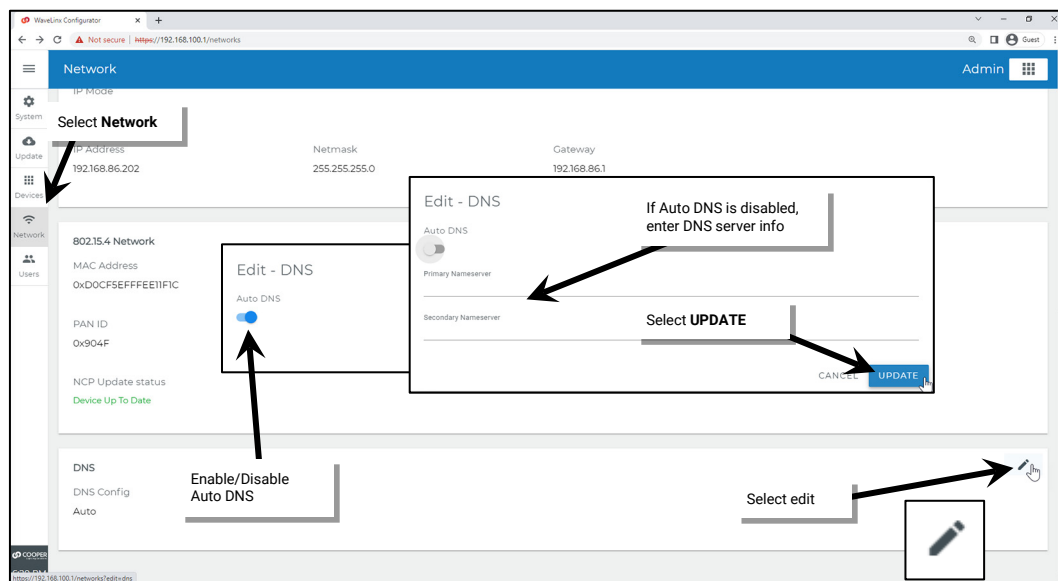 WaveLinx Configurator
Not secure | https://192.168.100.1/networks
Guest
Network
Admin
IP Mode
System
Select Network
Update
IP Address
Netmask
Gateway
192.168.86.202
255.255.255.0
192.168.86.1
Devices
Network
Users
802.15.4 Network
MAC Address
0xD0CF5EFFFEE11F1C
PAN ID
0x904F
NCP Update status
Device Up To Date
Edit - DNS
Auto DNS
Edit - DNS
Auto DNS
If Auto DNS is disabled,
enter DNS server info
Primary Nameserver
Secondary Nameserver
Select UPDATE
CANCEL
UPDATE
DNS
DNS Config
Auto
Enable/Disable
Auto DNS
Select edit
COOPER
https://192.168.100.1/networks?edit=dns